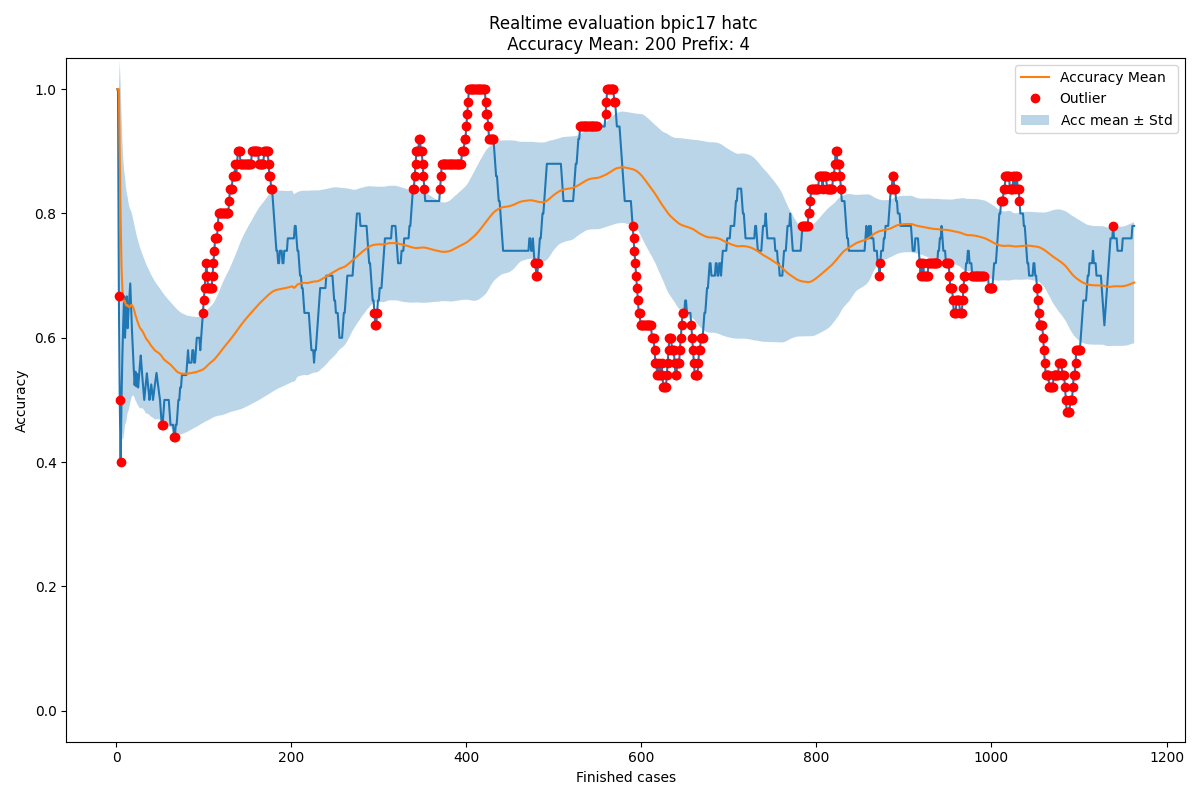 Realtime evaluation bpic17 hatc
Accuracy Mean: 200 Prefix: 4
Accuracy Mean
Outlier
Acc mean ± Std
1.0
0.8
0.6
0.4
0.2
0.0
Accuracy
0
200
400
600
800
1000
1200
Finished cases